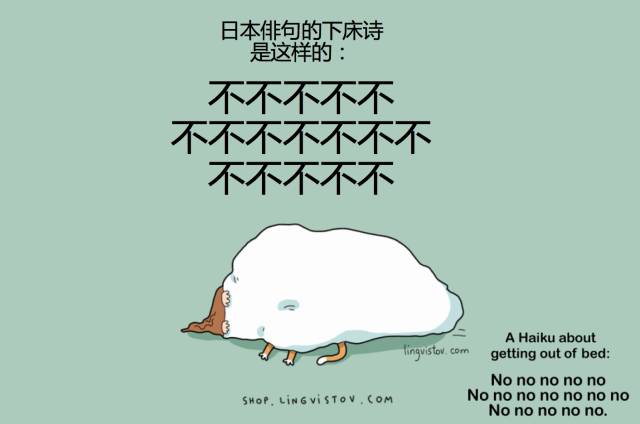 日本俳句的下床诗
是这样的：
不不不不不
不不不不不不不
不不不不不
lingvistov.com
SHOP.LINGVISTOV.COM
A Haiku about
getting out of bed:
No no no no no
No no no no no no no
No no no no no.